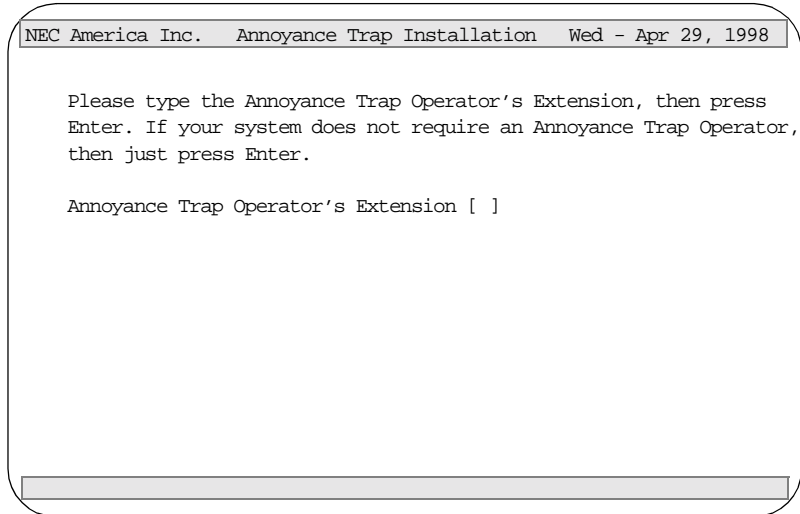 NEC America Inc. Annoyance Trap Installation Wed - Apr 29, 1998
Please type the Annoyance Trap Operator's Extension, then press
Enter. If your system does not require an Annoyance Trap Operator,
then just press Enter.
Annoyance Trap Operator's Extension [ ]